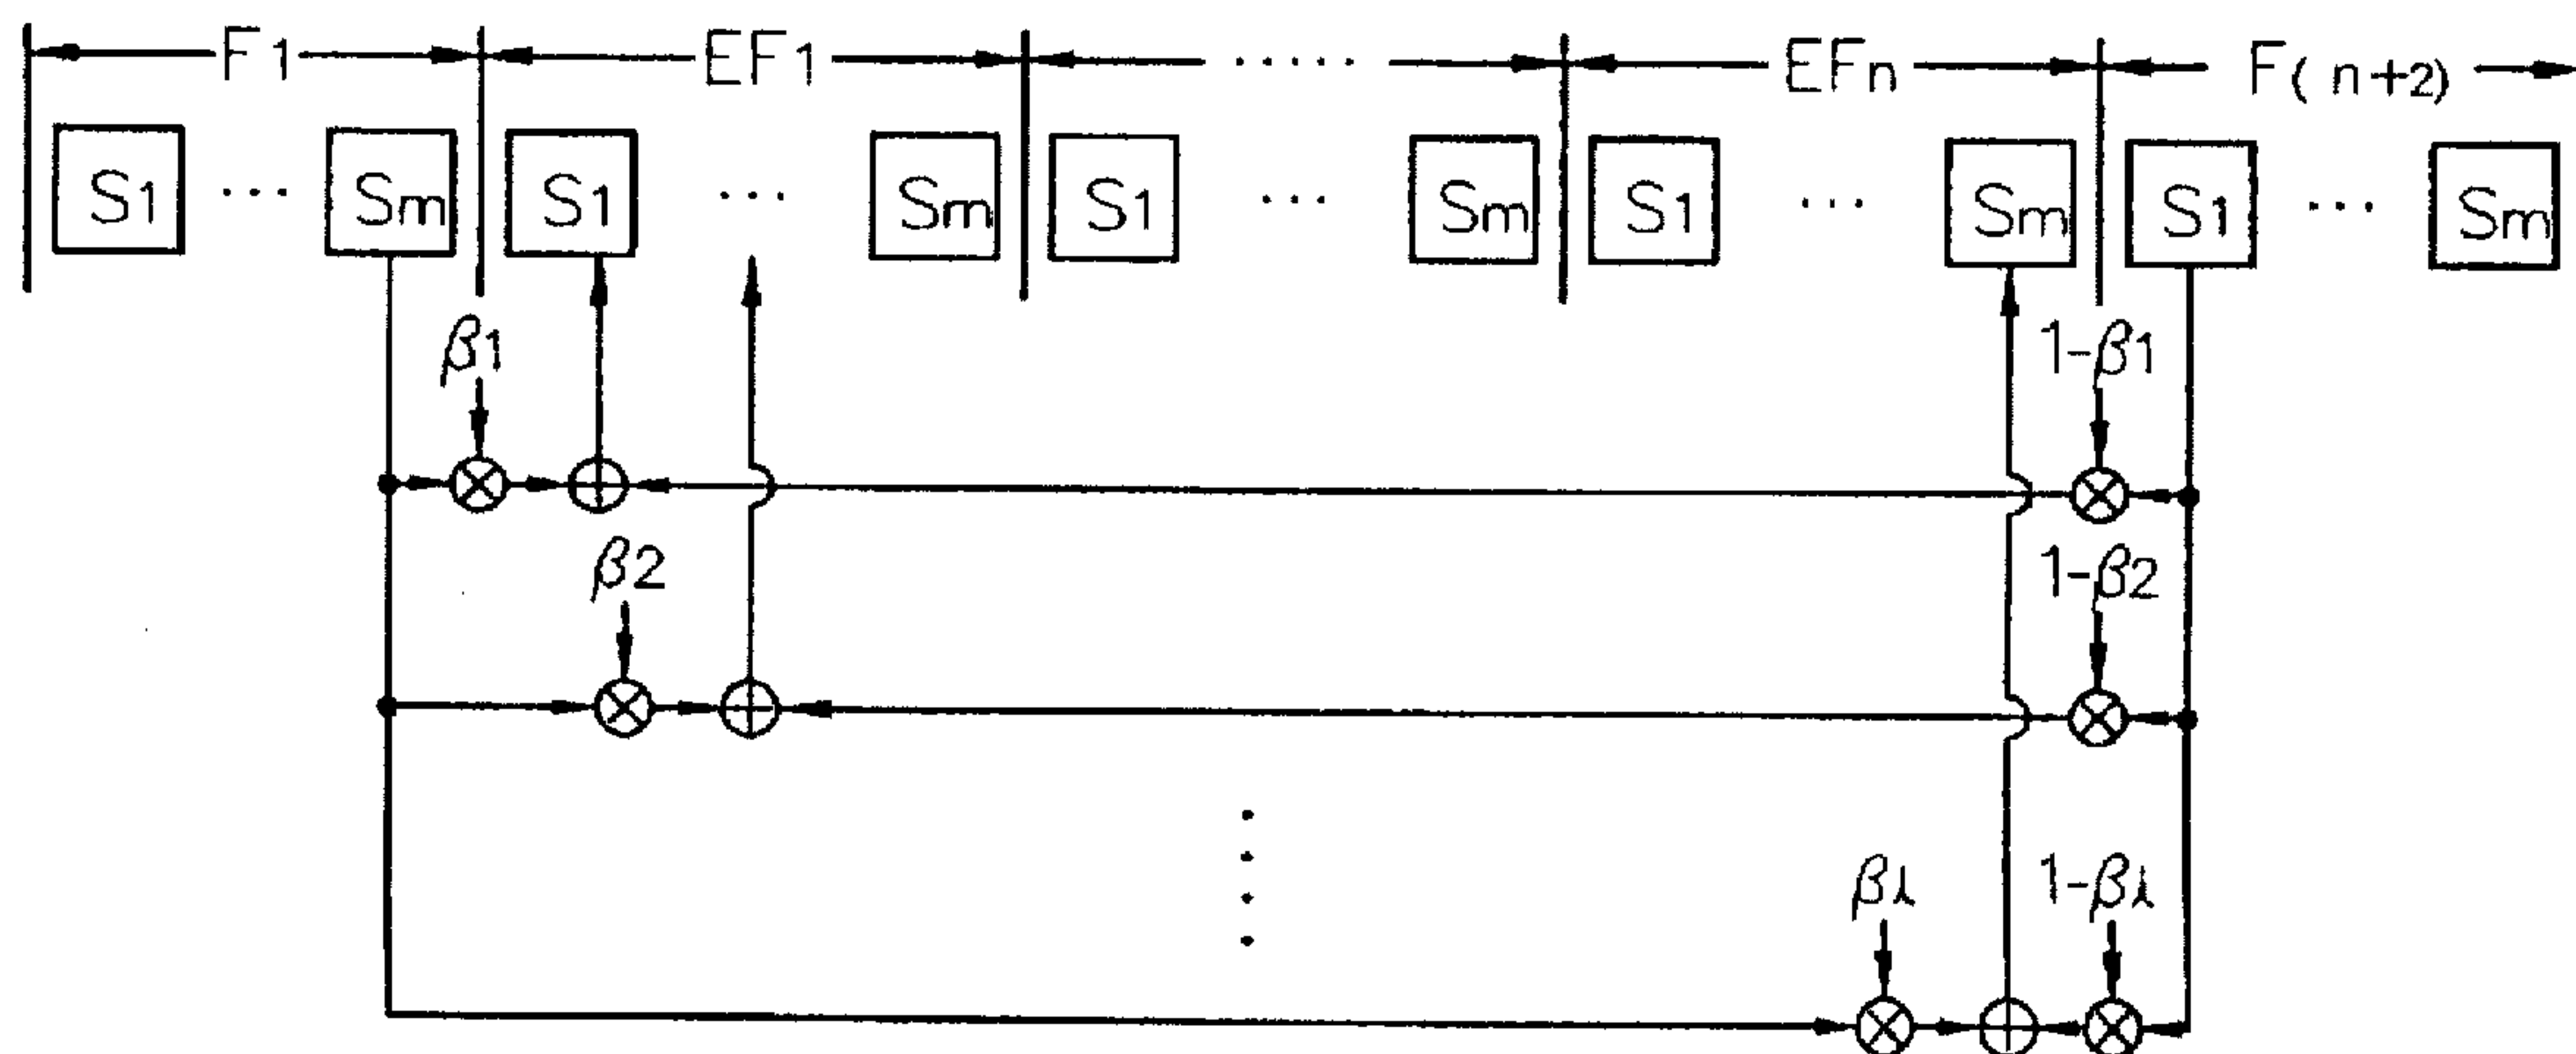 F1 EF1 ..... EFn F(n+2)
S1 ... Sm S1 ... Sm S1 ... Sm S1 ... Sm S1 ... Sm
β1 1-β1
β2 1-β2
βλ 1-βλ